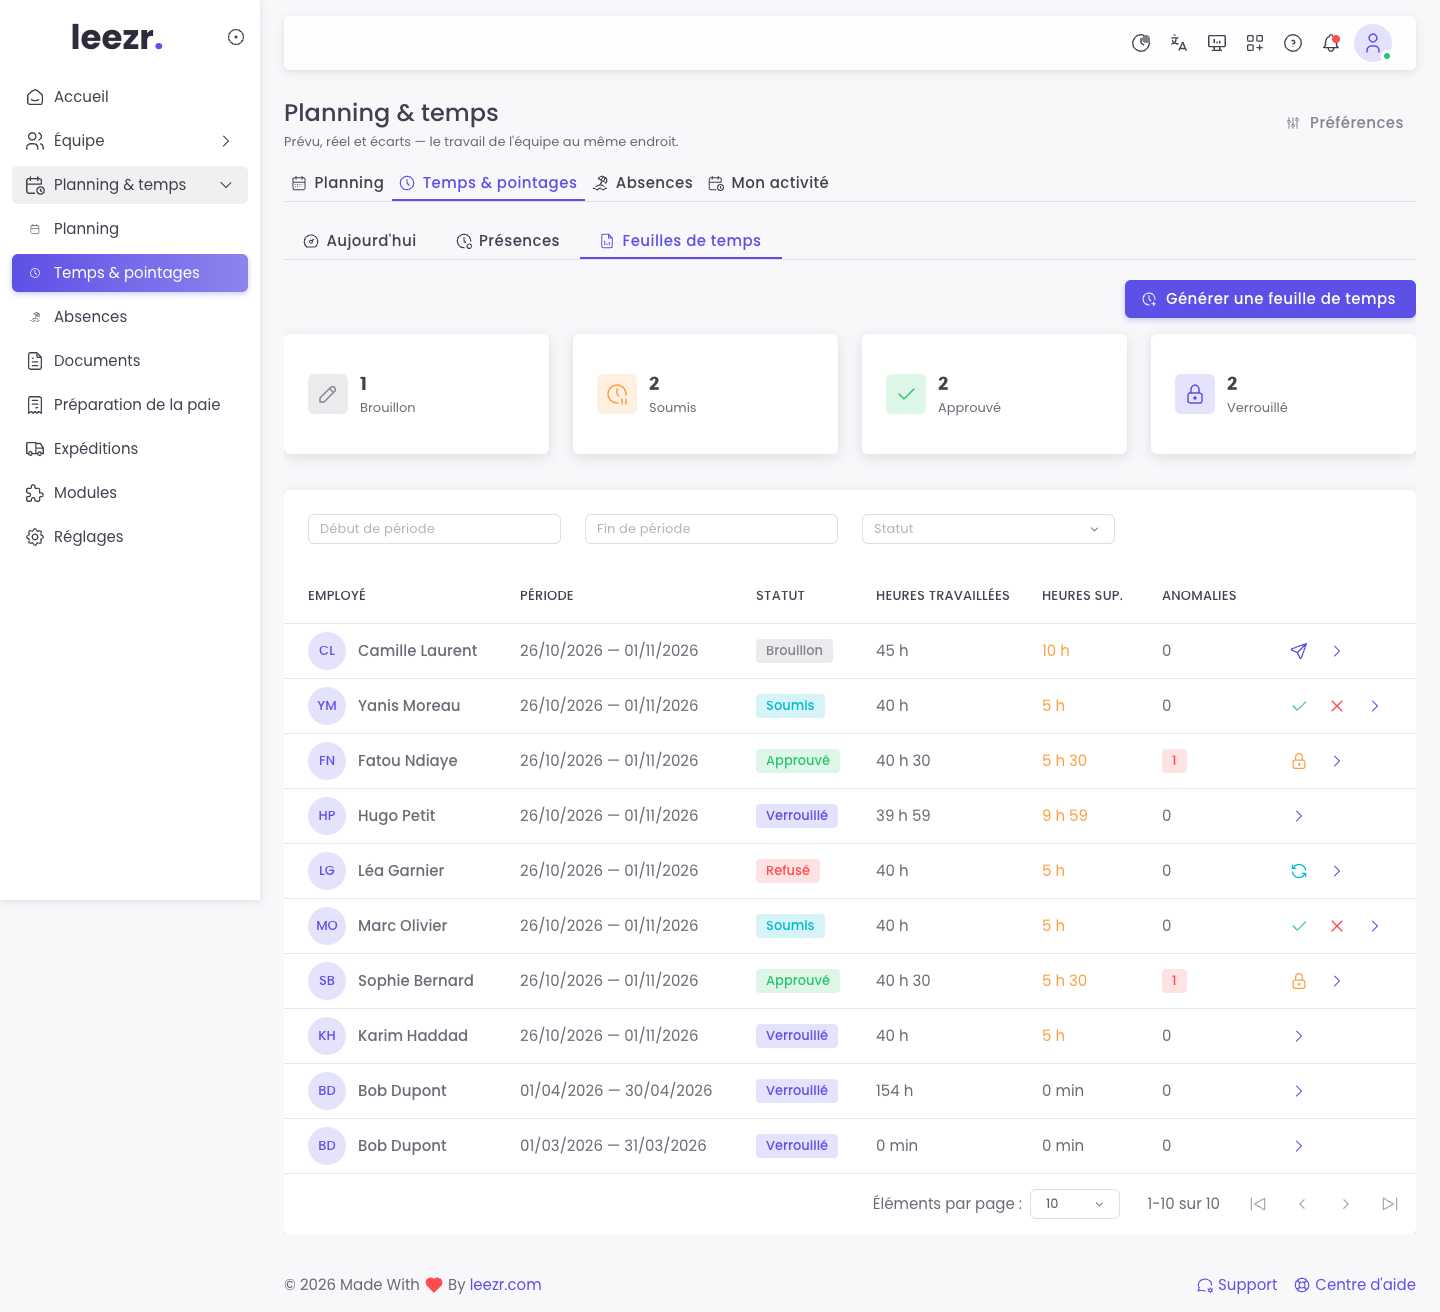 leezr.
Accueil
Équipe
Planning & temps
Planning
Temps & pointages
Absences
Documents
Préparation de la paie
Expéditions
Modules
Réglages
Planning & temps
Prévu, réel et écarts — le travail de l'équipe au même endroit.
Préférences
Planning Temps & pointages Absences Mon activité
Aujourd'hui Présences Feuilles de temps
Générer une feuille de temps
1
Brouillon
2
Soumis
2
Approuvé
2
Verrouillé
Début de période Fin de période Statut
EMPLOYÉ PÉRIODE STATUT HEURES TRAVAILLÉES HEURES SUP. ANOMALIES
CL Camille Laurent 26/10/2026 — 01/11/2026 Brouillon 45 h 10 h 0
YM Yanis Moreau 26/10/2026 — 01/11/2026 Soumis 40 h 5 h 0
FN Fatou Ndiaye 26/10/2026 — 01/11/2026 Approuvé 40 h 30 5 h 30 1
HP Hugo Petit 26/10/2026 — 01/11/2026 Verrouillé 39 h 59 9 h 59 0
LG Léa Garnier 26/10/2026 — 01/11/2026 Refusé 40 h 5 h 0
MO Marc Olivier 26/10/2026 — 01/11/2026 Soumis 40 h 5 h 0
SB Sophie Bernard 26/10/2026 — 01/11/2026 Approuvé 40 h 30 5 h 30 1
KH Karim Haddad 26/10/2026 — 01/11/2026 Verrouillé 40 h 5 h 0
BD Bob Dupont 01/04/2026 — 30/04/2026 Verrouillé 154 h 0 min 0
BD Bob Dupont 01/03/2026 — 31/03/2026 Verrouillé 0 min 0 min 0
Éléments par page : 10 1-10 sur 10
© 2026 Made With By leezr.com
Support Centre d'aide